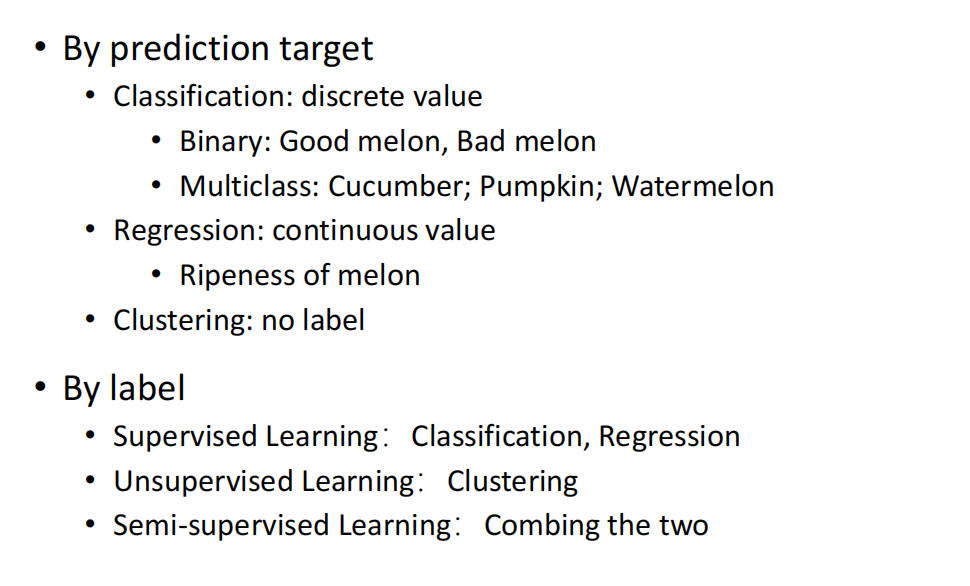 • By prediction target
• Classification: discrete value
• Binary: Good melon, Bad melon
• Multiclass: Cucumber; Pumpkin; Watermelon
• Regression: continuous value
• Ripeness of melon
• Clustering: no label
• By label
• Supervised Learning： Classification, Regression
• Unsupervised Learning： Clustering
• Semi-supervised Learning： Combing the two